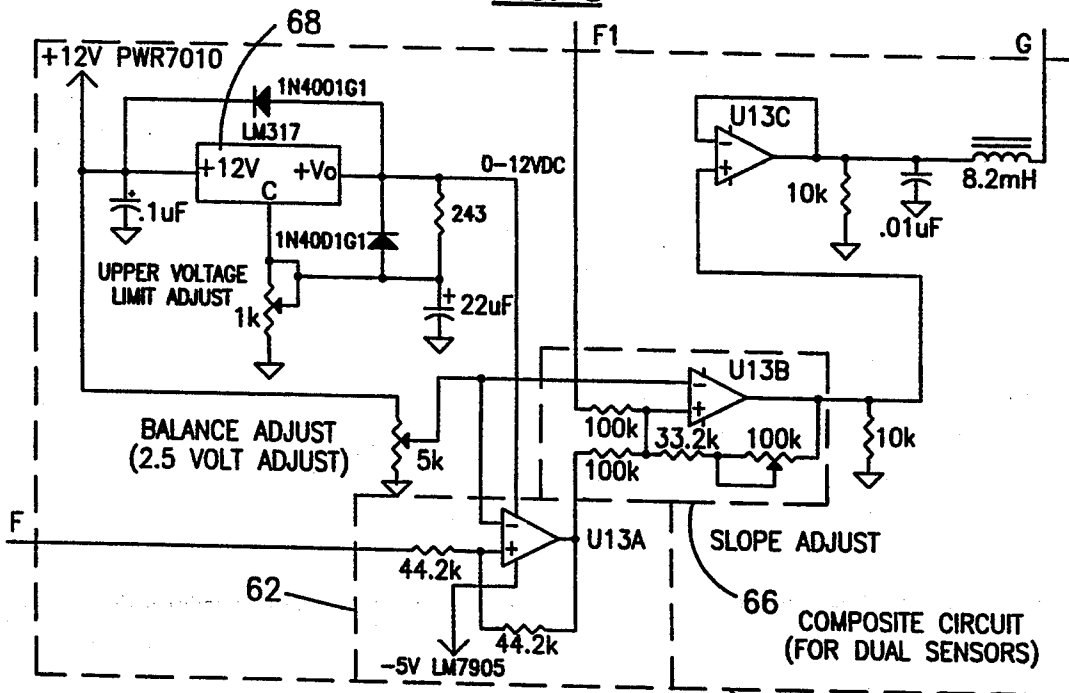 68
F1
G
+12V PWR7010
1N4001G1
LM317
+12V
+Vo
C
.1uF
0-12VDC
243
1N40D1G1
UPPER VOLTAGE
LIMIT ADJUST
1k
+
22uF
U13C
-
+
10k
.01uF
8.2mH
BALANCE ADJUST
(2.5 VOLT ADJUST)
5k
U13B
-
+
100k
33.2k
100k
100k
10k
F
-
+
U13A
SLOPE ADJUST
44.2k
62
66
44.2k
-5V LM7905
COMPOSITE CIRCUIT
(FOR DUAL SENSORS)